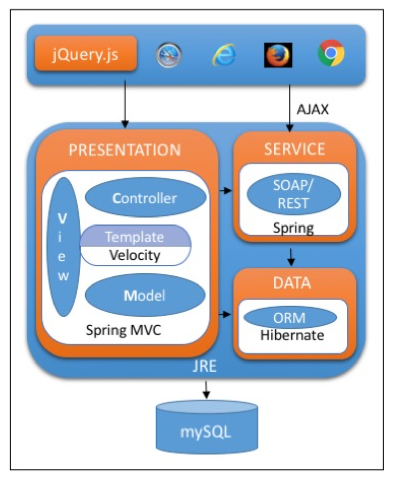 jQuery.js
AJAX
PRESENTATION
View
Controller
Template
Velocity
Model
Spring MVC
SERVICE
SOAP/
REST
Spring
DATA
ORM
Hibernate
JRE
mySQL